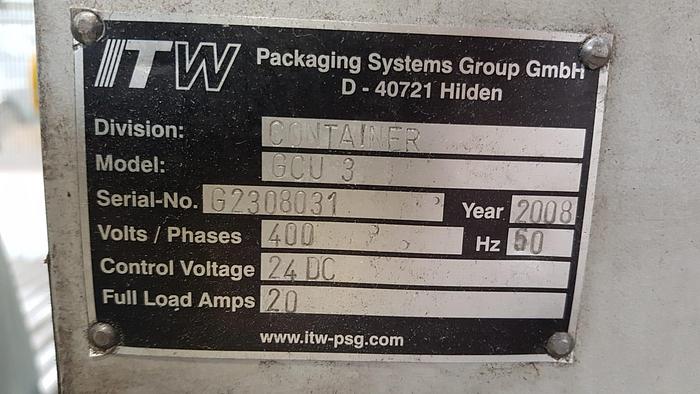 ITW Packaging Systems Group GmbH
D - 40721 Hilden
Division: CONTAINER
Model: GCU 3
Serial-No. G2308031 Year 2008
Volts / Phases 400 Hz 50
Control Voltage 24 DC
Full Load Amps 20
www.itw-psg.com